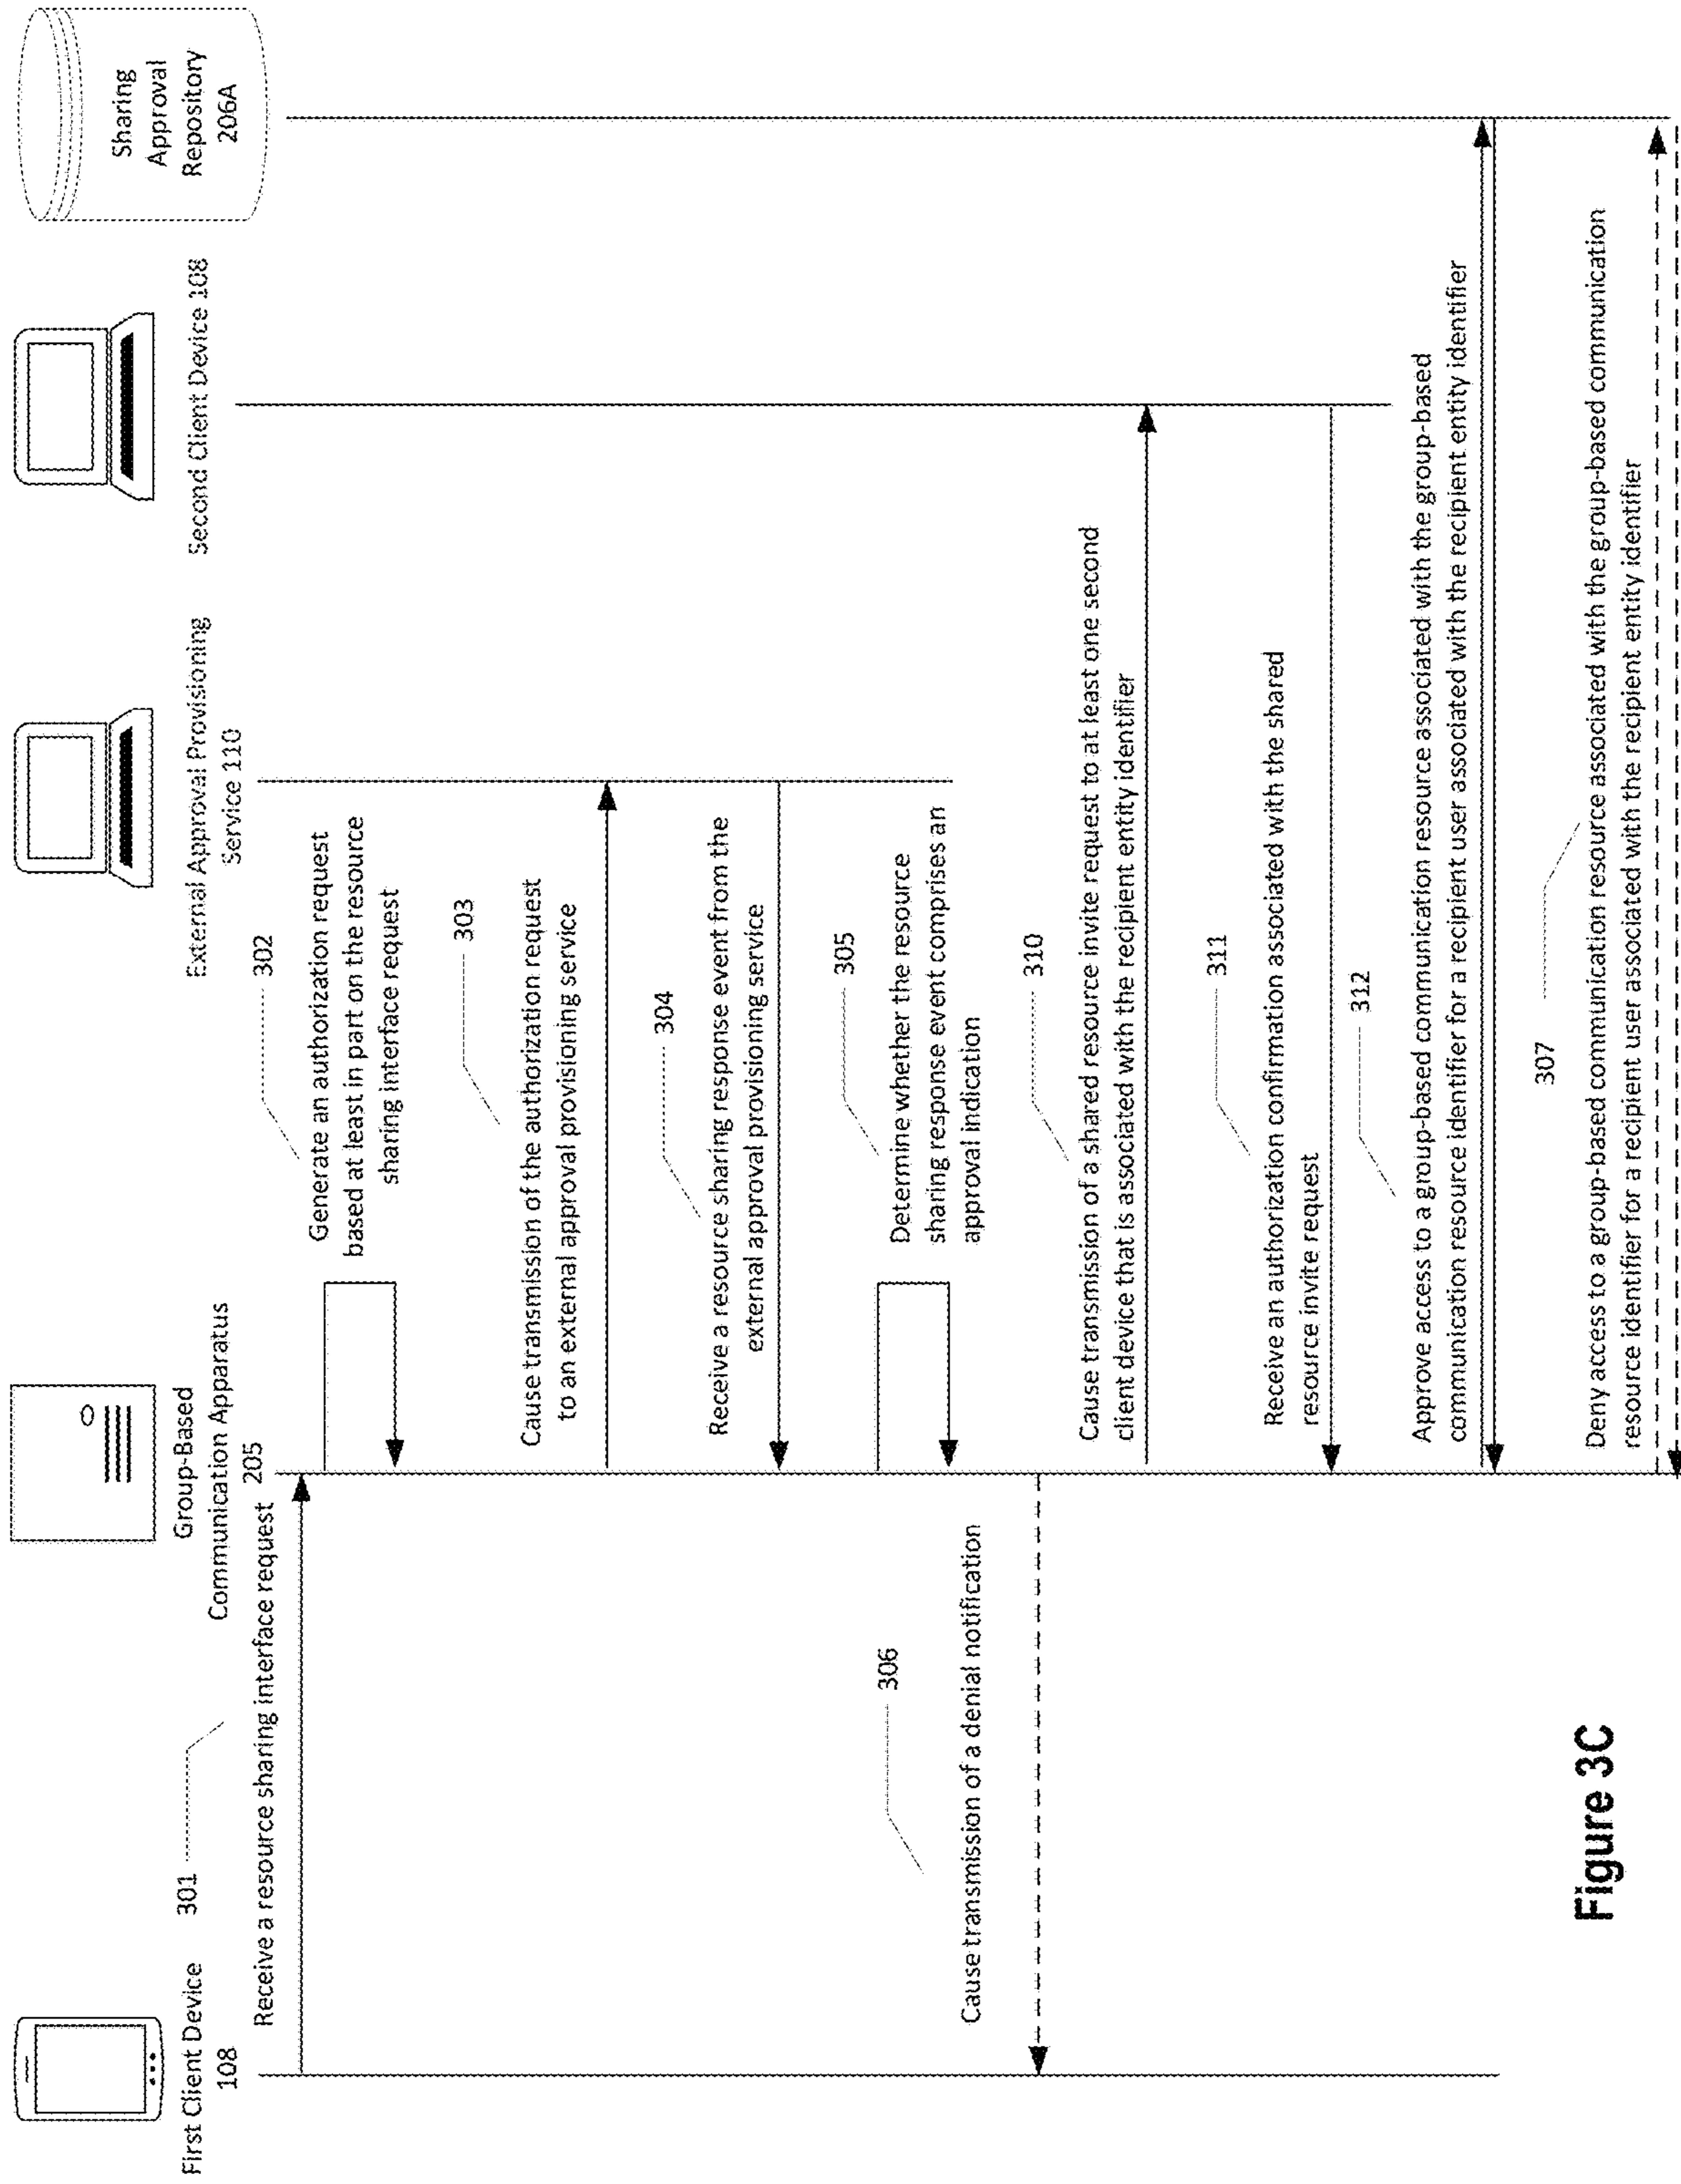 First Client Device
108
Group-Based
Communication Apparatus
205
External Approval Provisioning
Service 110
Second Client Device 108
Sharing
Approval
Repository
206A
301
Receive a resource sharing interface request
302
Generate an authorization request
based at least in part on the resource
sharing interface request
303
Cause transmission of the authorization request
to an external approval provisioning service
304
Receive a resource sharing response event from the
external approval provisioning service
305
Determine whether the resource
sharing response event comprises an
approval indication
306
Cause transmission of a denial notification
310
Cause transmission of a shared resource invite request to at least one second
client device that is associated with the recipient entity identifier
311
Receive an authorization confirmation associated with the shared
resource invite request
312
Approve access to a group-based communication resource associated with the group-based
communication resource identifier for a recipient user associated with the recipient entity identifier
307
Deny access to a group-based communication resource associated with the group-based communication
resource identifier for a recipient user associated with the recipient entity identifier
Figure 3C